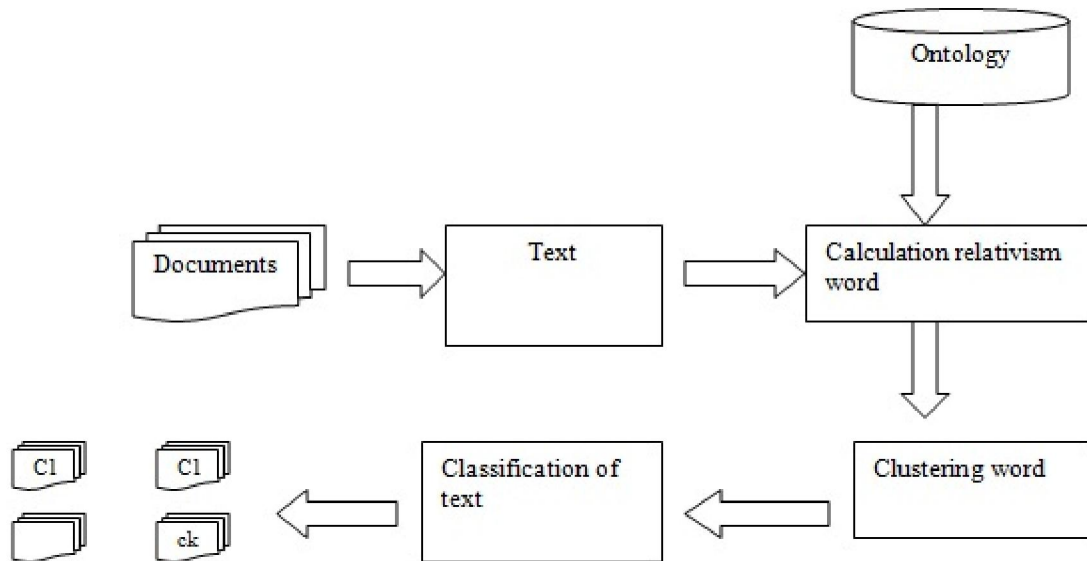 Ontology
Documents
Text
Calculation relativism
word
C1
C1
Classification of
text
Clustering word
ck